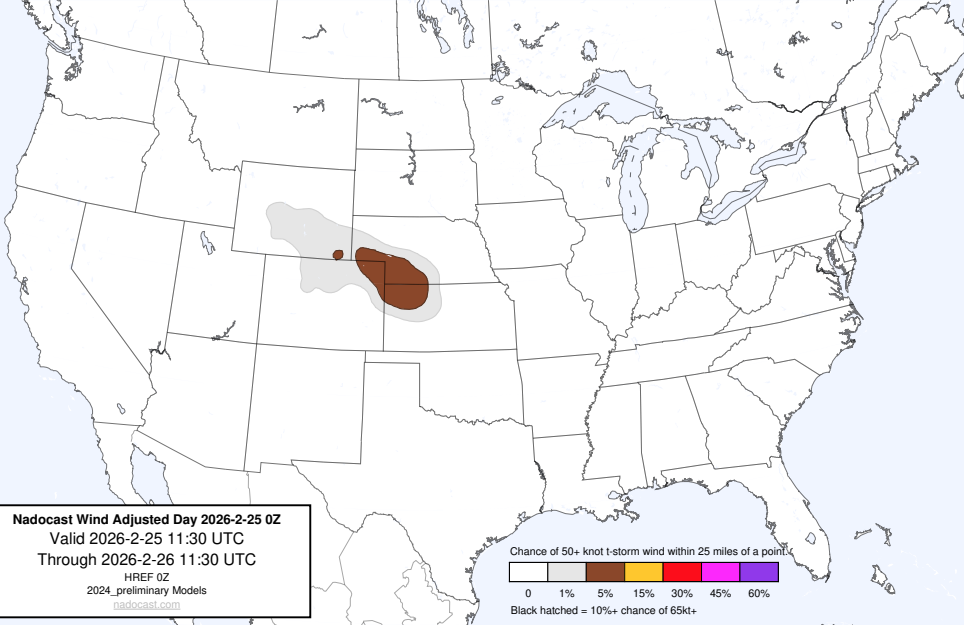 Nadocast Wind Adjusted Day 2026-2-25 0Z
Valid 2026-2-25 11:30 UTC
Through 2026-2-26 11:30 UTC
HREF 0Z
2024_preliminary Models
nadocast.com
Chance of 50+ knot t-storm wind within 25 miles of a point.
0 1% 5% 15% 30% 45% 60%
Black hatched = 10%+ chance of 65kt+